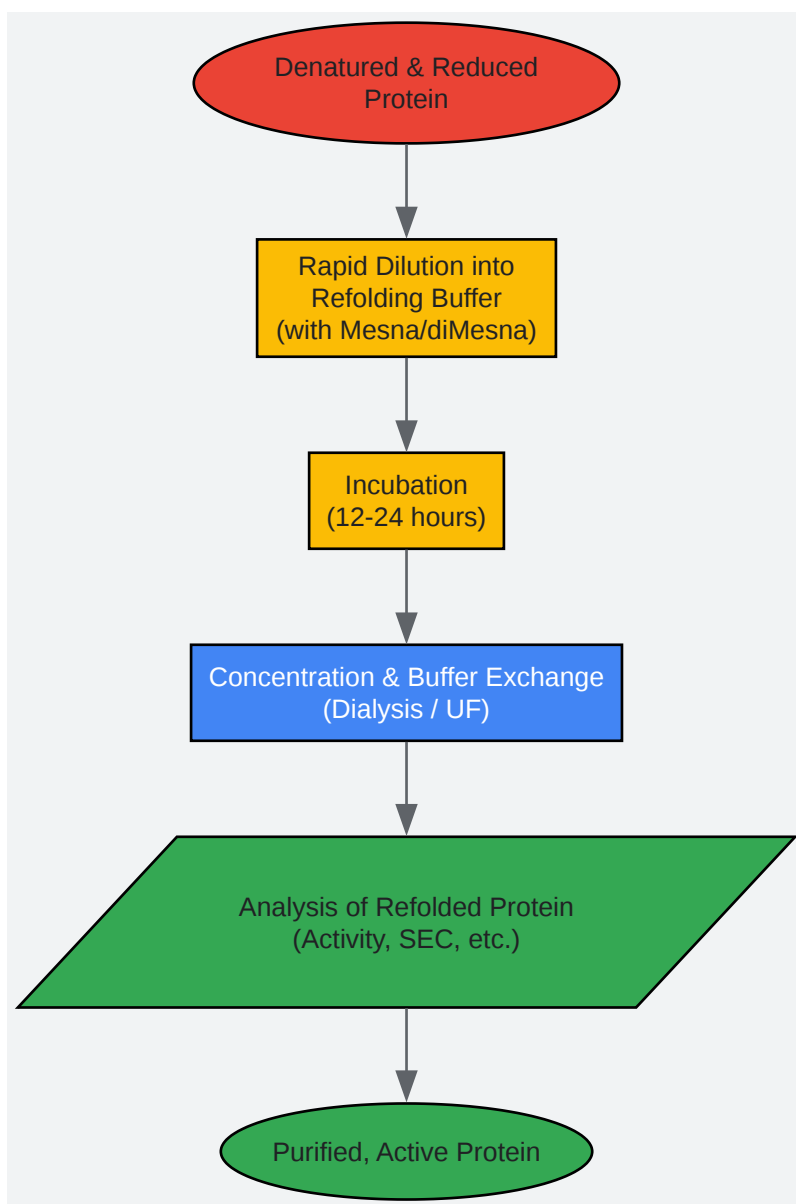 Denatured & Reduced
Protein
Rapid Dilution into
Refolding Buffer
(with Mesna/diMesna)
Incubation
(12-24 hours)
Concentration & Buffer Exchange
(Dialysis / UF)
Analysis of Refolded Protein
(Activity, SEC, etc.)
Purified, Active Protein